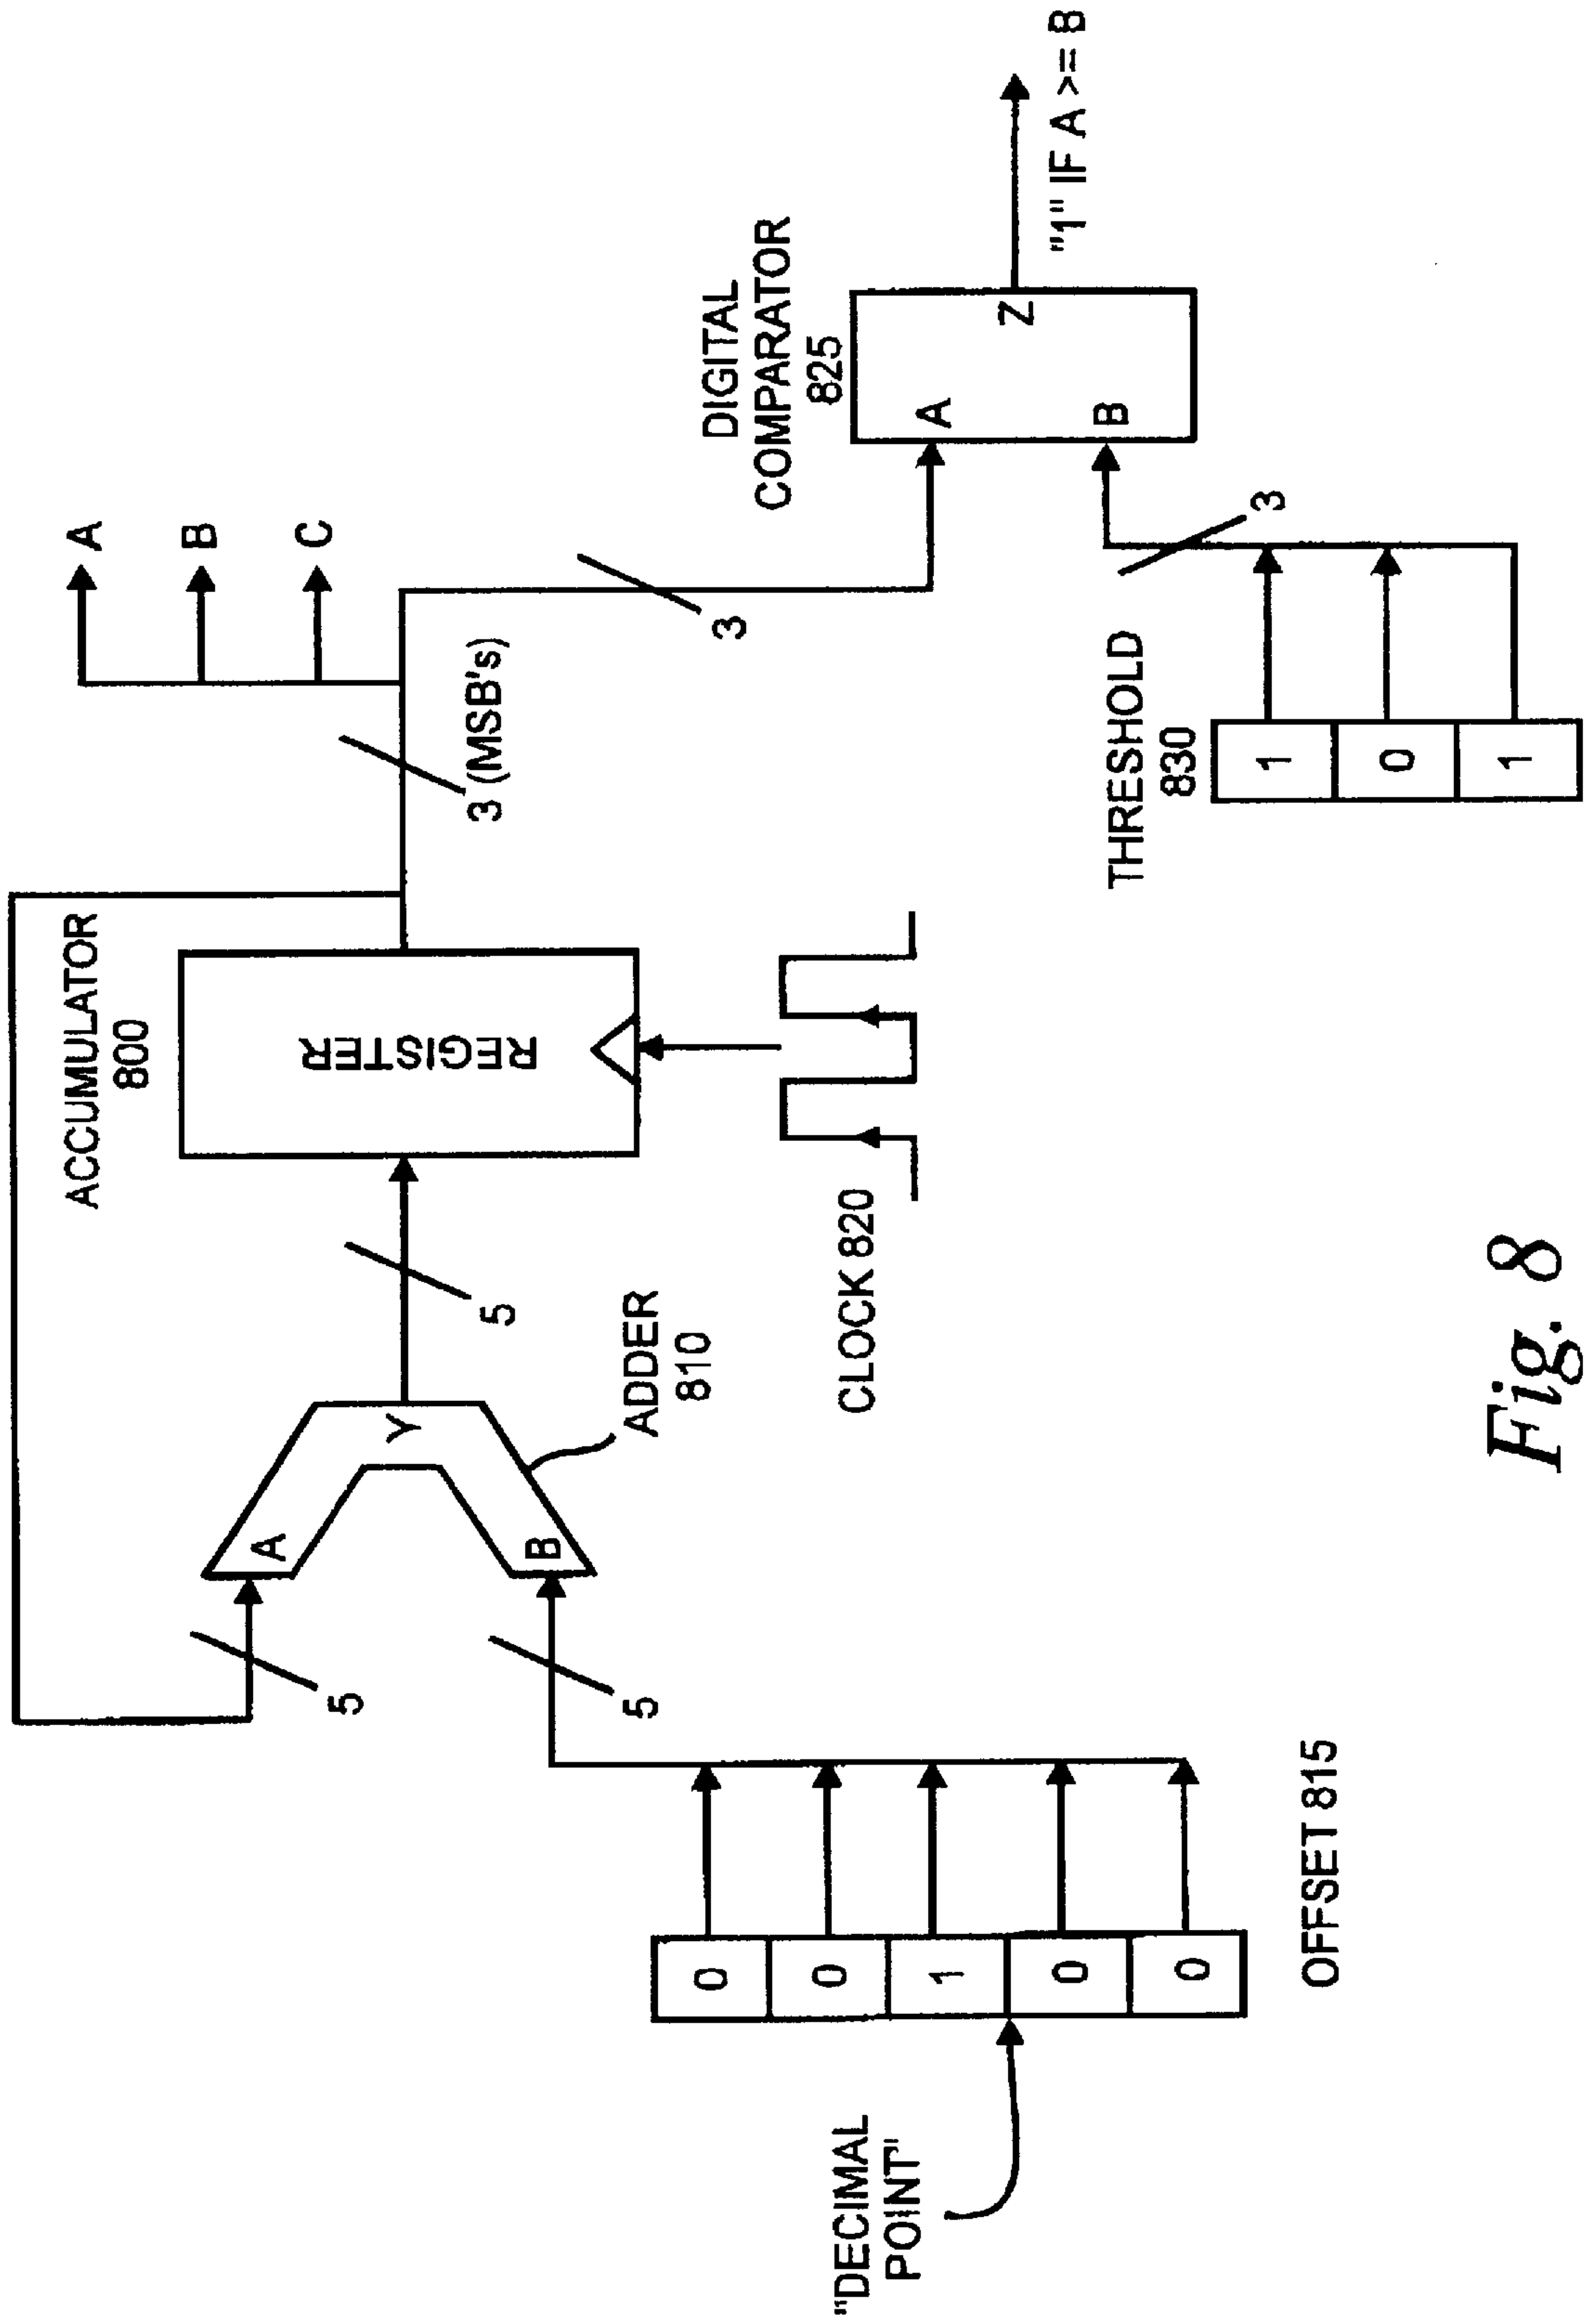 ACCUMULATOR
800
REGISTER
A
B
Y
5
5
5
ADDER
810
CLOCK 820
3 (MSB's)
A
B
C
3
DIGITAL
COMPARATOR
825
A
B
Z
"1" IF A >= B
3
THRESHOLD
830
1
0
1
"DECIMAL
POINT"
0
0
1
0
0
OFFSET 815
Fig. 8